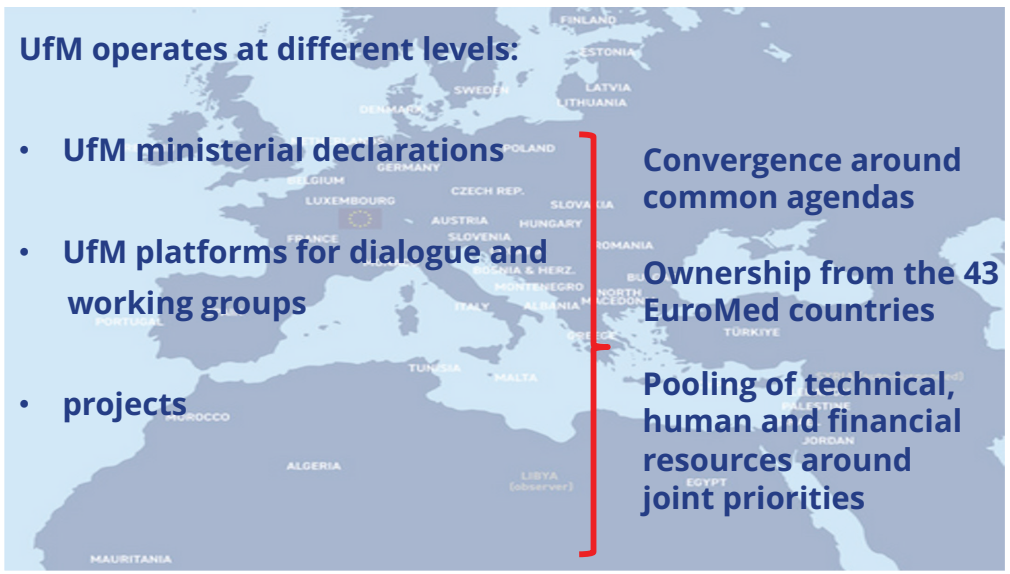 UfM operates at different levels:
• UfM ministerial declarations
• UfM platforms for dialogue and
working groups
• projects
Convergence around
common agendas
Ownership from the 43
EuroMed countries
Pooling of technical,
human and financial
resources around
joint priorities
FINLAND
ESTONIA
SWEDEN
LATVIA
LITHUANIA
DENMARK
POLAND
GERMANY
BELGIUM
LUXEMBOURG
CZECH REP.
SLOVAKIA
AUSTRIA
HUNGARY
FRANCE
SLOVENIA
ROMANIA
BOSNIA & HERZ.
MONTENEGRO
NORTH
MACEDONIA
ITALY
ALBANIA
PORTUGAL
GREECE
TÜRKIYE
TUNISIA
MALTA
PALESTINE
JORDAN
MOROCCO
ALGERIA
LIBYA
(observer)
EGYPT
MAURITANIA